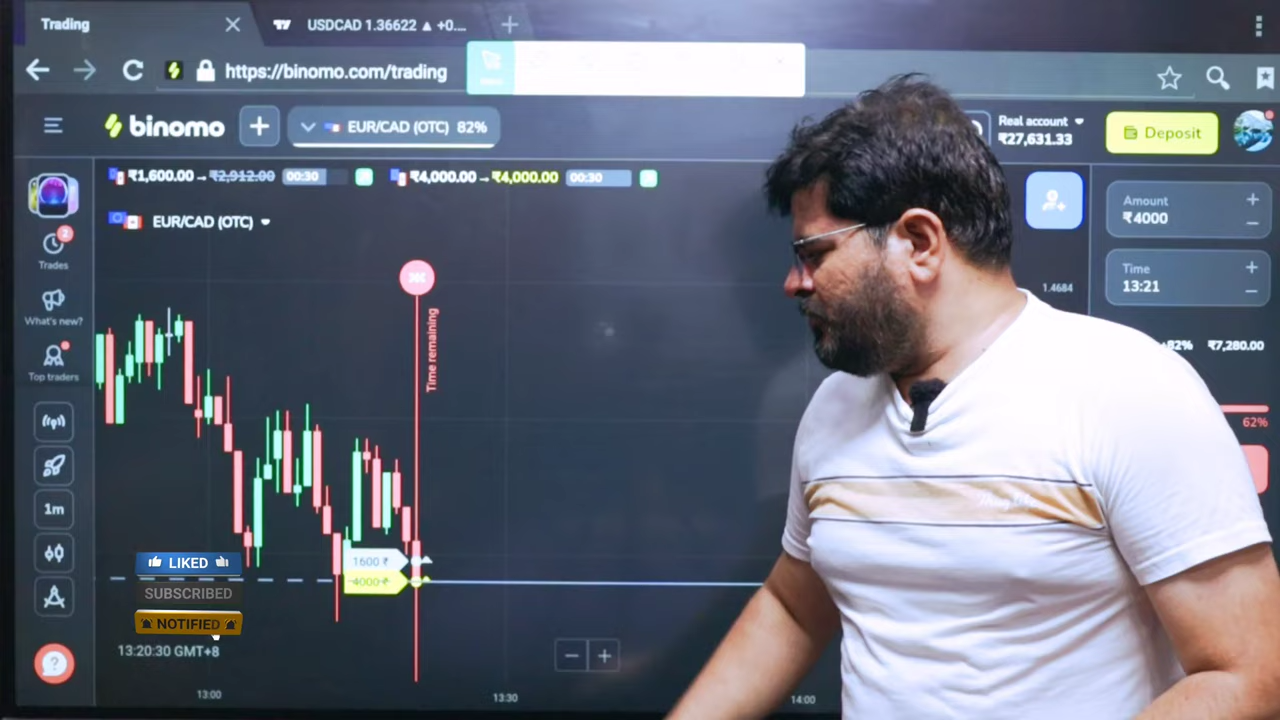 Trading
USDCAD 1.36622 ▲ +0....
https://binomo.com/trading
binomo
EUR/CAD (OTC) 82%
Real account
₹27,631.33
Deposit
₹1,600.00 → ₹2,912.00 00:30
₹4,000.00 → ₹4,000.00 00:30
EUR/CAD (OTC)
Amount
₹4000
2
Trades
Time
13:21
1.4684
What's new?
Time remaining
+82% ₹7,280.00
Top traders
62%
1m
1600 ₹
4000 ₹
LIKED
SUBSCRIBED
NOTIFIED
13:20:30 GMT+8
13:00
13:30
14:00